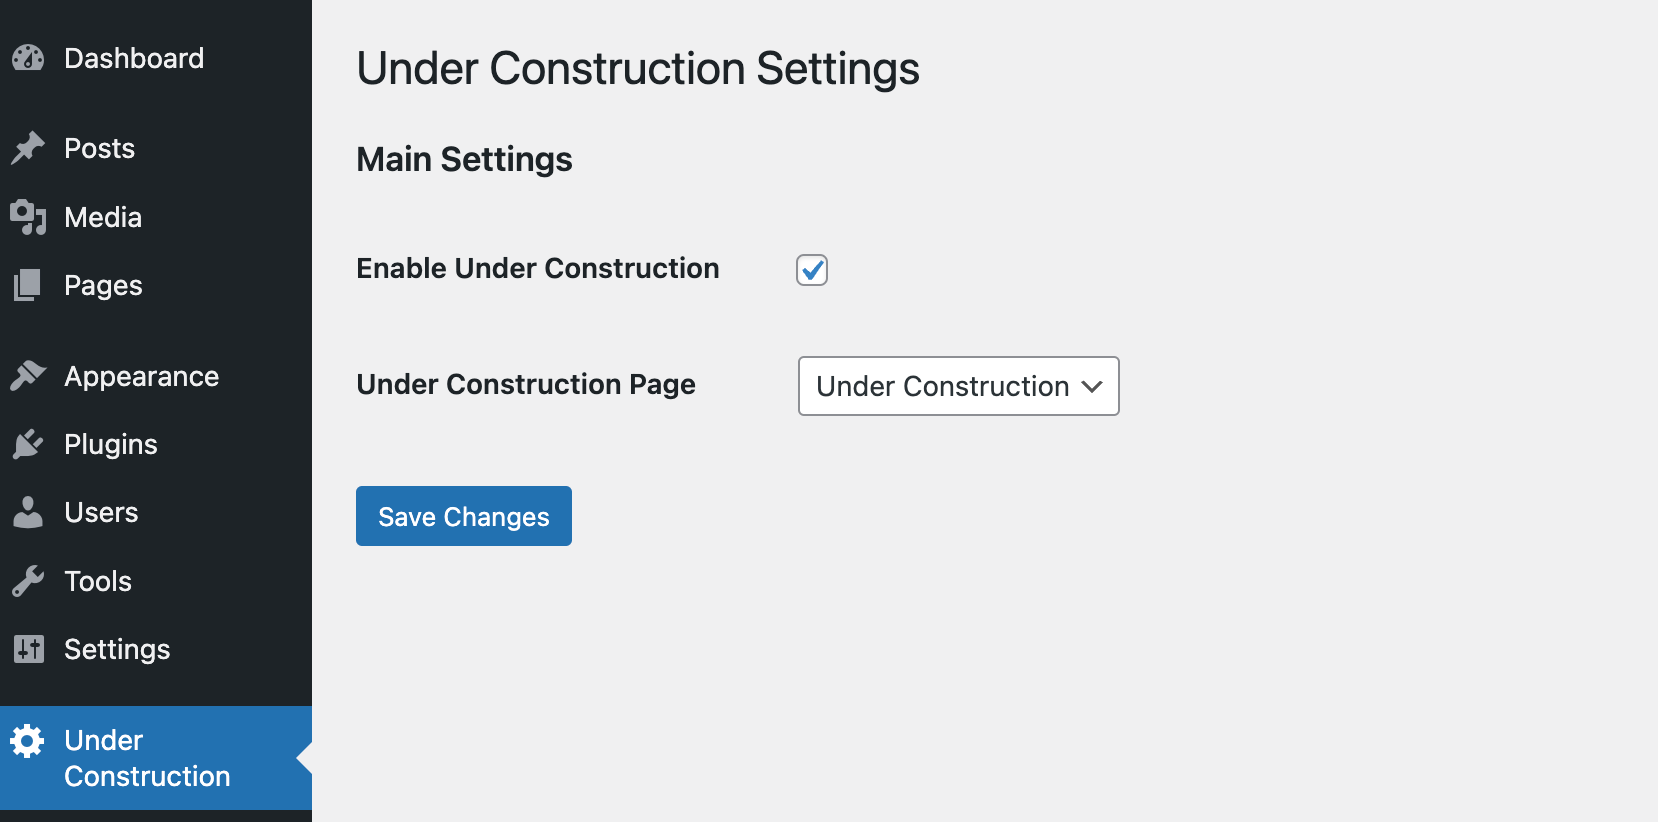 Dashboard
Posts
Media
Pages
Appearance
Plugins
Users
Tools
Settings
Under
Construction
Under Construction Settings
Main Settings
Enable Under Construction
Under Construction Page
Under Construction
Save Changes